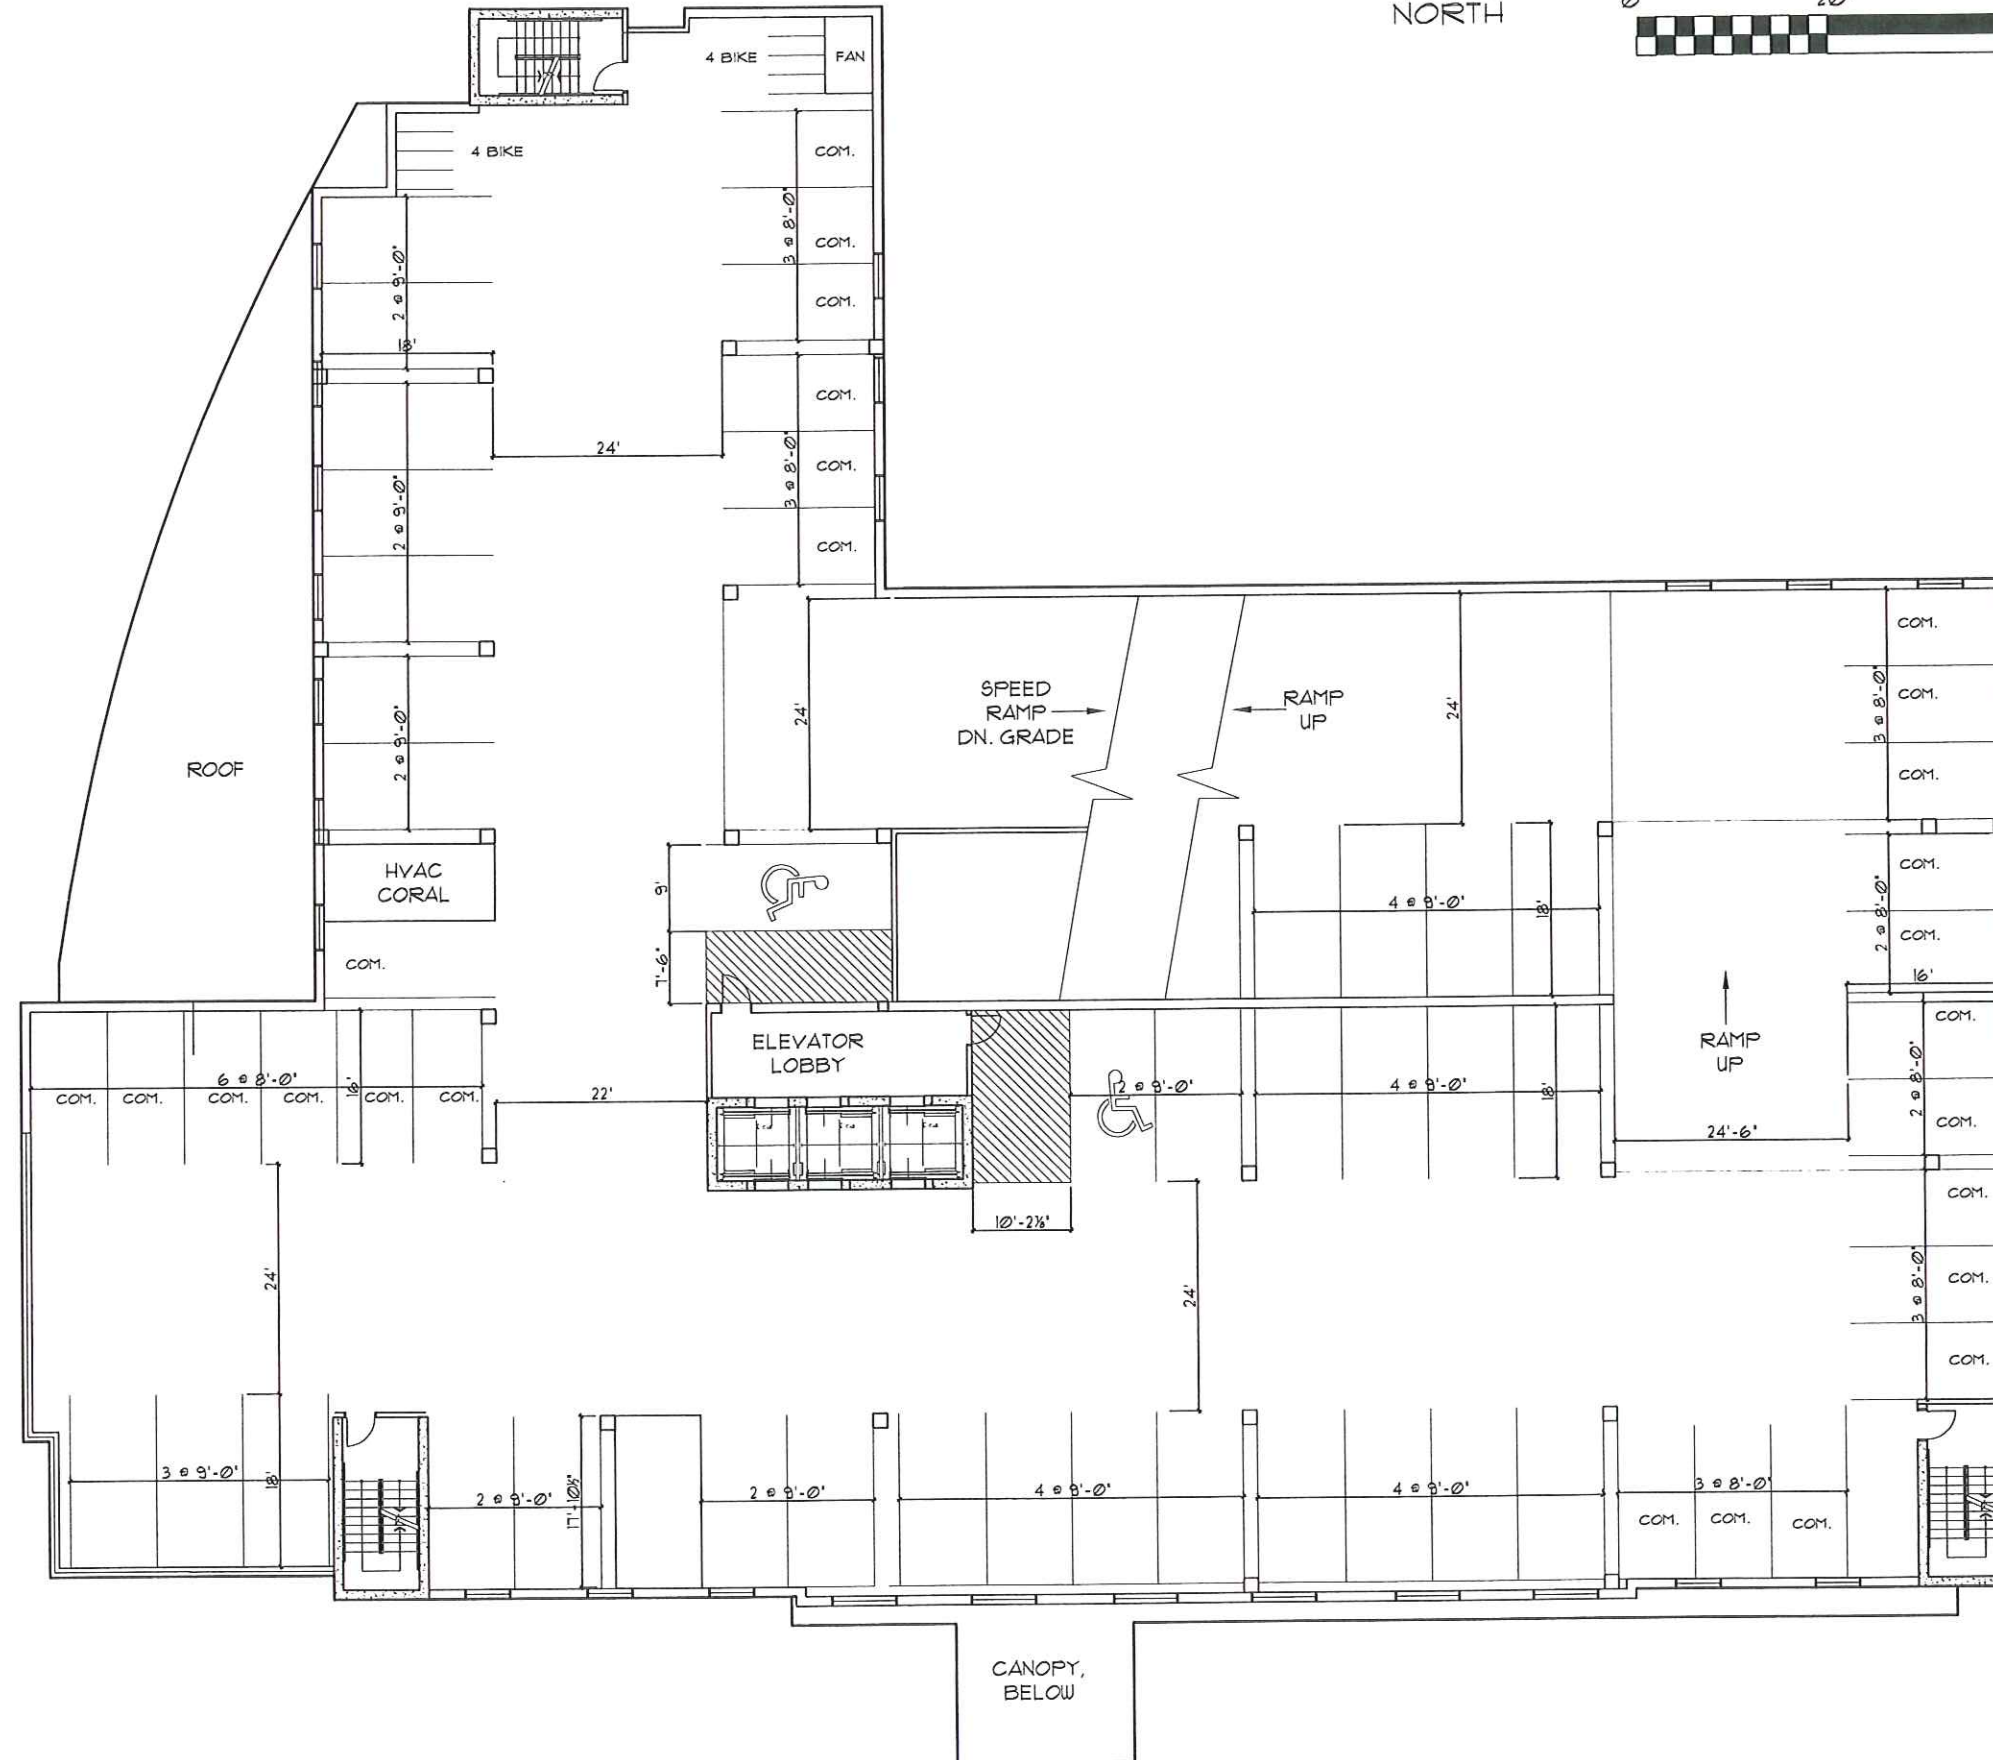 NORTH
0
20
4 BIKE
FAN
4 BIKE
COM.
3 @ 8'-0"
COM.
COM.
2 @ 9'-0"
18'
COM.
3 @ 8'-0"
COM.
COM.
24'
2 @ 9'-0"
2 @ 9'-0"
ROOF
24'
SPEED
RAMP
DN. GRADE
RAMP
UP
24'
COM.
3 @ 8'-0"
COM.
COM.
HVAC
CORAL
9'
7'-6"
COM.
4 @ 9'-0"
18'
COM.
2 @ 8'-0"
COM.
16'
RAMP
UP
ELEVATOR
LOBBY
6 @ 8'-0"
16'
COM.
COM.
COM.
COM.
COM.
COM.
22'
2 @ 9'-0"
4 @ 9'-0"
18'
COM.
2 @ 8'-0"
COM.
24'-6"
10'-2⅛"
24'
24'
COM.
3 @ 8'-0"
COM.
COM.
3 @ 9'-0"
18'
2 @ 9'-0"
17'-10½"
2 @ 9'-0"
4 @ 9'-0"
4 @ 9'-0"
3 @ 8'-0"
COM.
COM.
COM.
CANOPY,
BELOW